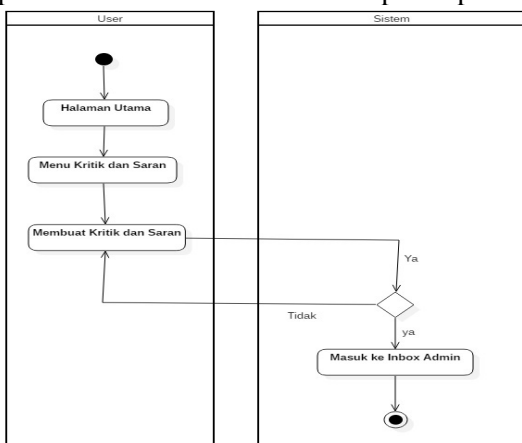 User
Sistem
Halaman Utama
Menu Kritik dan Saran
Membuat Kritik dan Saran
Ya
Tidak
ya
Masuk ke Inbox Admin